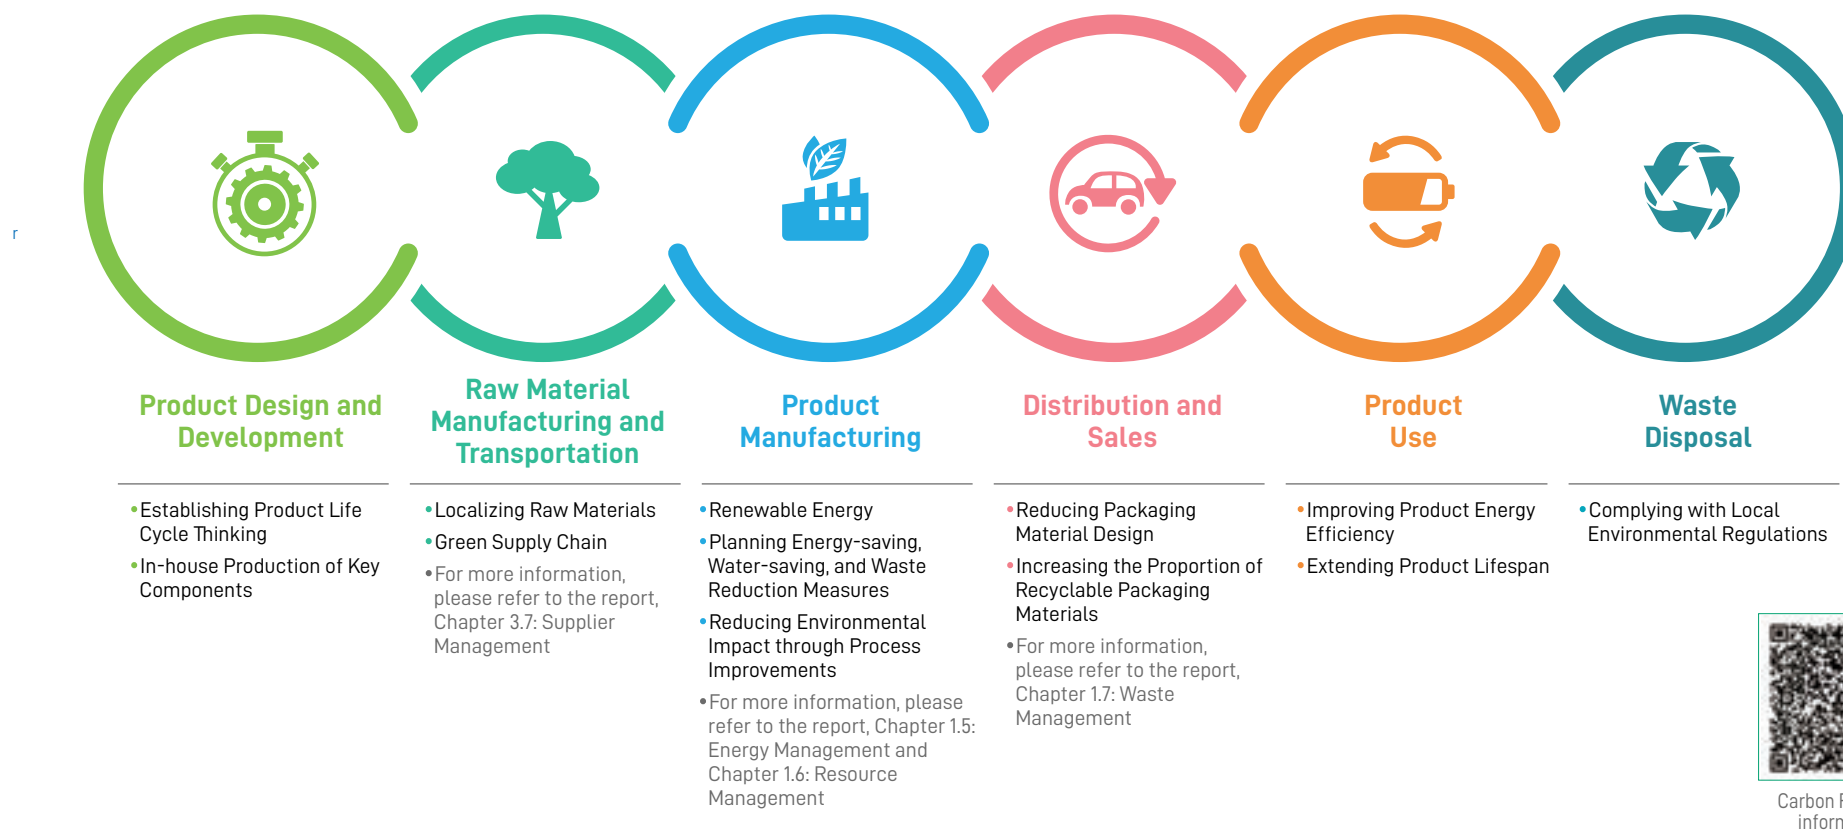 r
Product Design and
Development
•Establishing Product Life
Cycle Thinking
•In-house Production of Key
Components
Raw Material
Manufacturing and
Transportation
•Localizing Raw Materials
•Green Supply Chain
•For more information,
please refer to the report,
Chapter 3.7: Supplier
Management
Product
Manufacturing
•Renewable Energy
•Planning Energy-saving,
Water-saving, and Waste
Reduction Measures
•Reducing Environmental
Impact through Process
Improvements
•For more information, please
refer to the report, Chapter 1.5:
Energy Management and
Chapter 1.6: Resource
Management
Distribution and
Sales
•Reducing Packaging
Material Design
•Increasing the Proportion of
Recyclable Packaging
Materials
•For more information,
please refer to the report,
Chapter 1.7: Waste
Management
Product
Use
•Improving Product Energy
Efficiency
•Extending Product Lifespan
Waste
Disposal
•Complying with Local
Environmental Regulations
Carbon